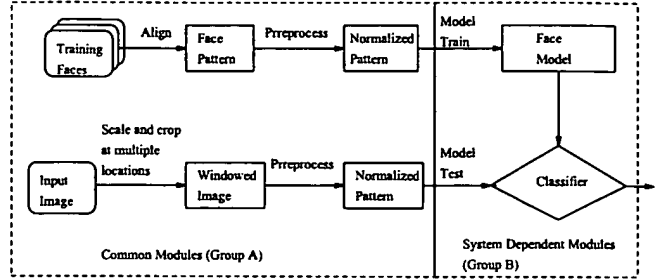 Training
Faces
Align
Face
Pattern
Prreprocess
Normalized
Pattern
Model
Train
Face
Model
Scale and crop
at multiple
locations
Input
Image
Windowed
Image
Prreprocess
Normalized
Pattern
Model
Test
Classifier
Common Modules (Group A)
System Dependent Modules
(Group B)